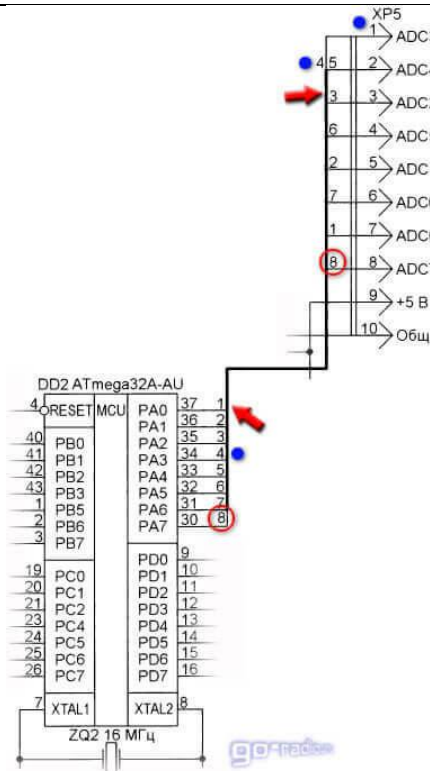 XP5
1 ADC
4 5 2 ADC
3 3 ADC
6 4 ADC
2 5 ADC
7 6 ADC
1 7 ADC
8 8 ADC
9 +5 В
10 Общ
DD2 ATmega32A-AU
4 RESET MCU PA0 37 1
PA1 36 2
40 PB0 PA2 35 3
41 PB1 PA3 34 4
42 PB2 PA4 33 5
43 PB3 PA5 32 6
1 PB5 PA6 31 7
2 PB6 PA7 30 8
3 PB7
PD0 9
19 PC0 PD1 10
20 PC1 PD2 11
21 PC2 PD3 12
23 PC4 PD4 13
24 PC5 PD5 14
25 PC6 PD6 15
26 PC7 PD7 16
7 XTAL1 XTAL2 8
ZQ2 16 МГц
go-radio